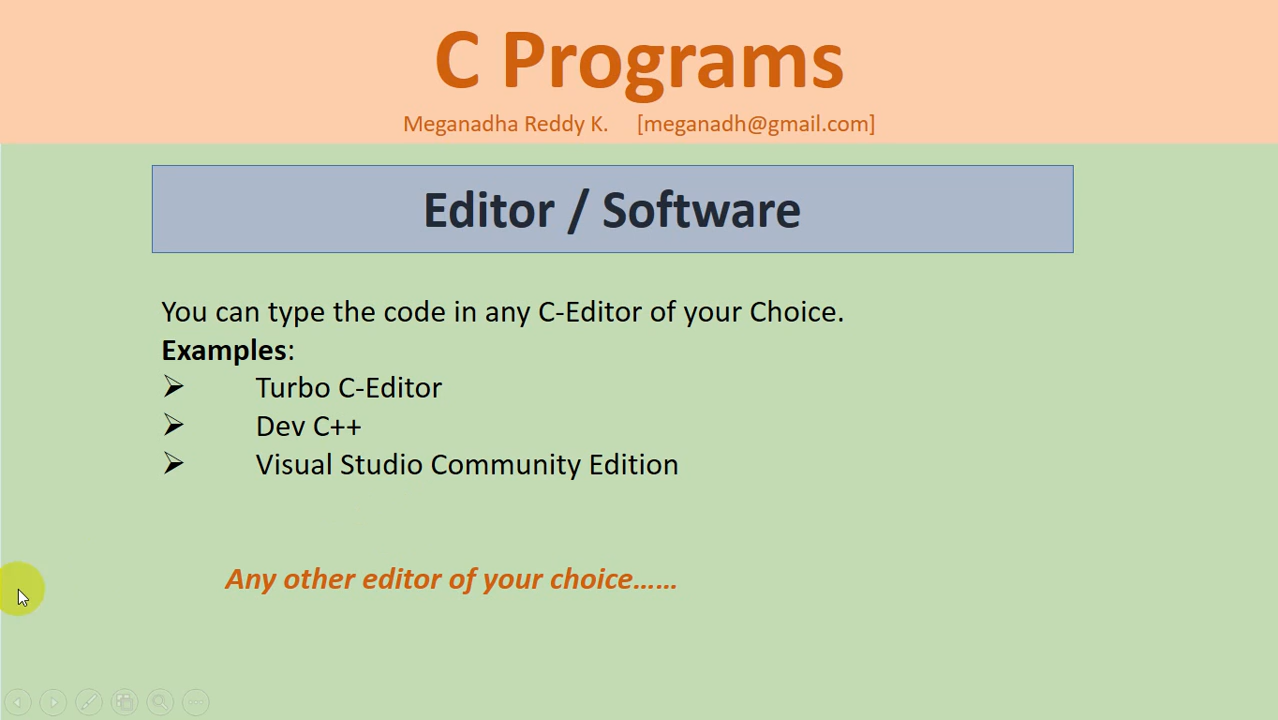 C Programs
Meganadha Reddy K. [meganadh@gmail.com]
Editor / Software
You can type the code in any C-Editor of your Choice.
Examples:
➢ Turbo C-Editor
➢ Dev C++
➢ Visual Studio Community Edition
Any other editor of your choice……